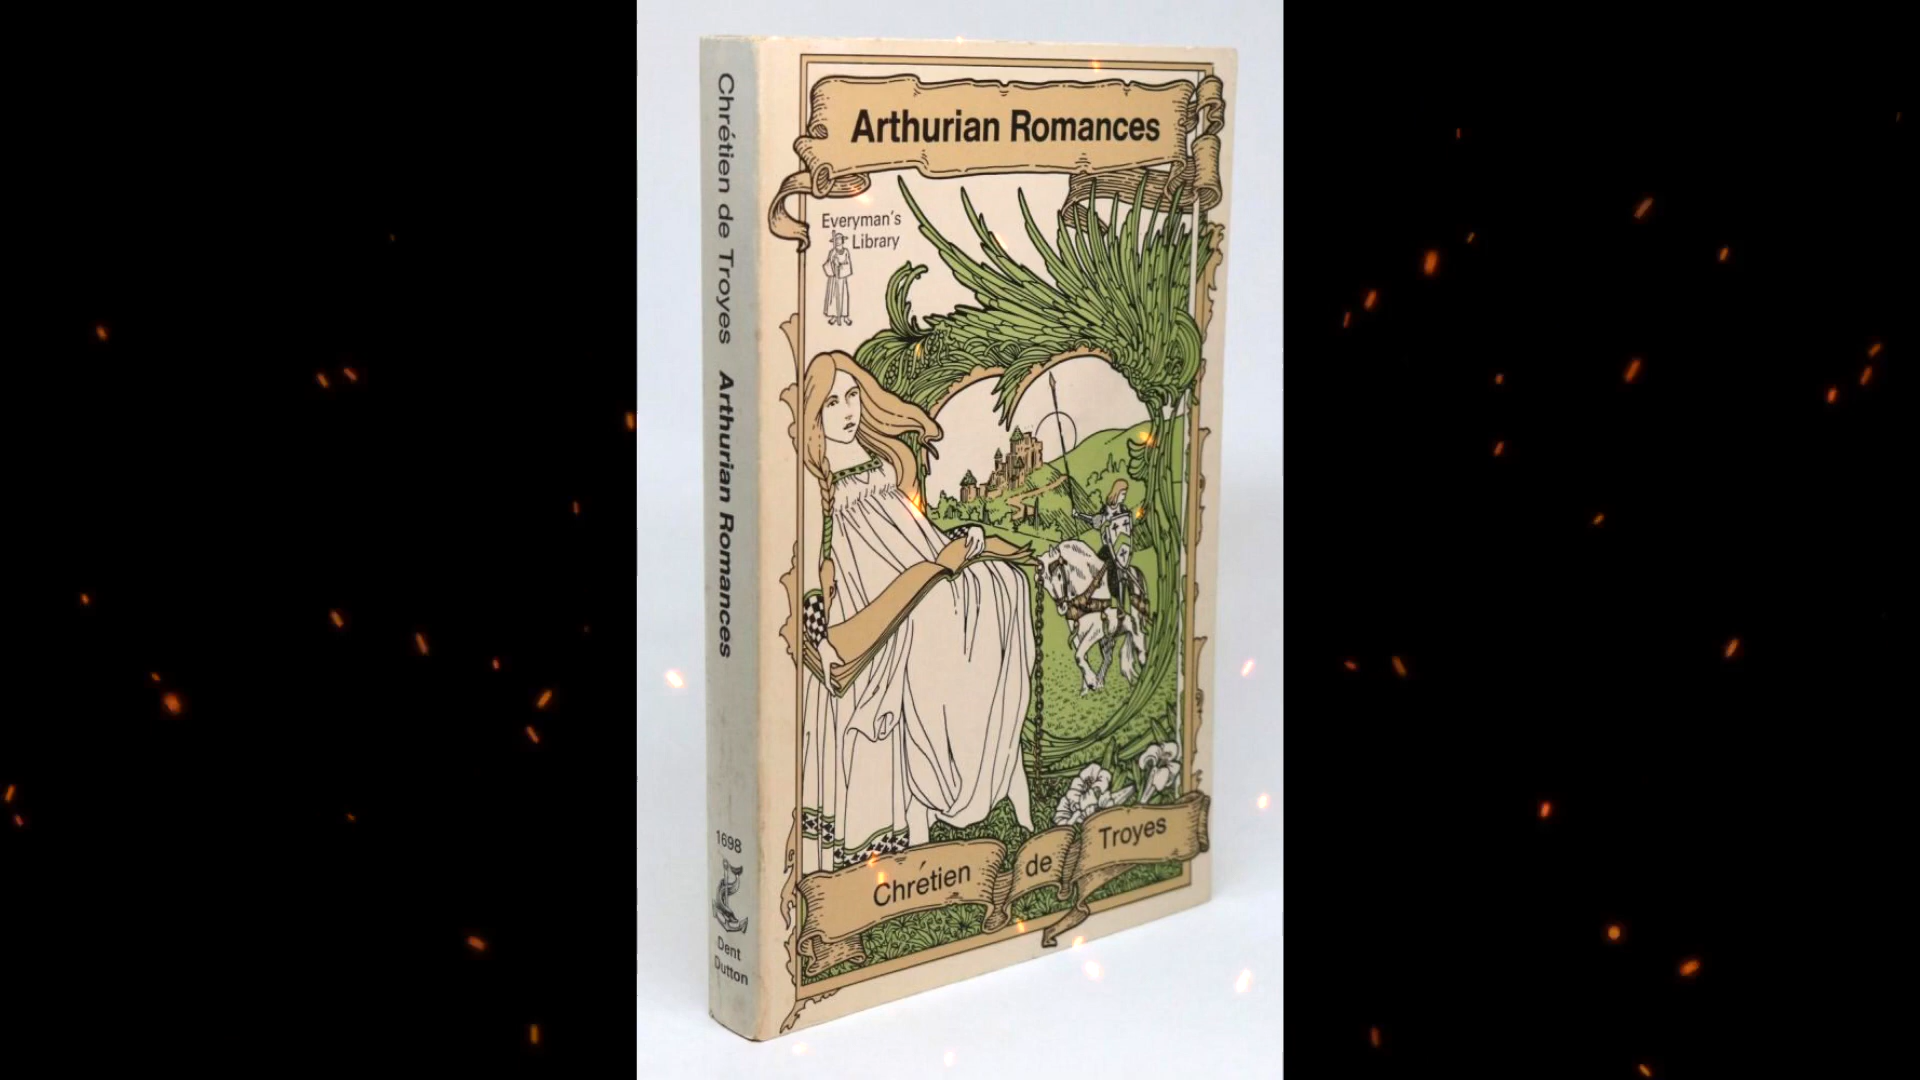 Arthurian Romances
Everyman's
Library
Chrétien de Troyes
Chrétien de Troyes Arthurian Romances
1698
Dent
Dutton